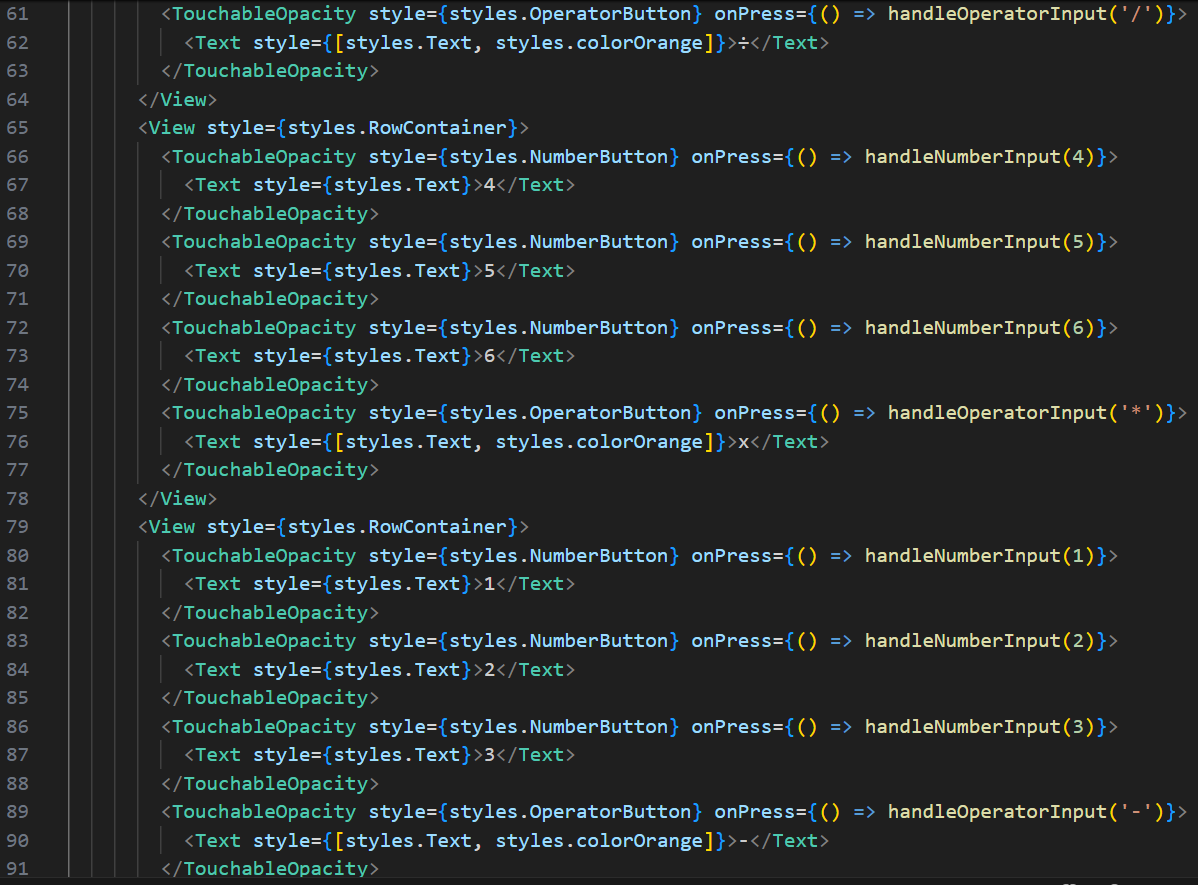 61 <TouchableOpacity style={styles.OperatorButton} onPress={() => handleOperatorInput('/')}>
62 <Text style={[styles.Text, styles.colorOrange]}>÷</Text>
63 </TouchableOpacity>
64 </View>
65 <View style={styles.RowContainer}>
66 <TouchableOpacity style={styles.NumberButton} onPress={() => handleNumberInput(4)}>
67 <Text style={styles.Text}>4</Text>
68 </TouchableOpacity>
69 <TouchableOpacity style={styles.NumberButton} onPress={() => handleNumberInput(5)}>
70 <Text style={styles.Text}>5</Text>
71 </TouchableOpacity>
72 <TouchableOpacity style={styles.NumberButton} onPress={() => handleNumberInput(6)}>
73 <Text style={styles.Text}>6</Text>
74 </TouchableOpacity>
75 <TouchableOpacity style={styles.OperatorButton} onPress={() => handleOperatorInput('*')}>
76 <Text style={[styles.Text, styles.colorOrange]}>x</Text>
77 </TouchableOpacity>
78 </View>
79 <View style={styles.RowContainer}>
80 <TouchableOpacity style={styles.NumberButton} onPress={() => handleNumberInput(1)}>
81 <Text style={styles.Text}>1</Text>
82 </TouchableOpacity>
83 <TouchableOpacity style={styles.NumberButton} onPress={() => handleNumberInput(2)}>
84 <Text style={styles.Text}>2</Text>
85 </TouchableOpacity>
86 <TouchableOpacity style={styles.NumberButton} onPress={() => handleNumberInput(3)}>
87 <Text style={styles.Text}>3</Text>
88 </TouchableOpacity>
89 <TouchableOpacity style={styles.OperatorButton} onPress={() => handleOperatorInput('-')}>
90 <Text style={[styles.Text, styles.colorOrange]}>-</Text>
91 </TouchableOpacity>